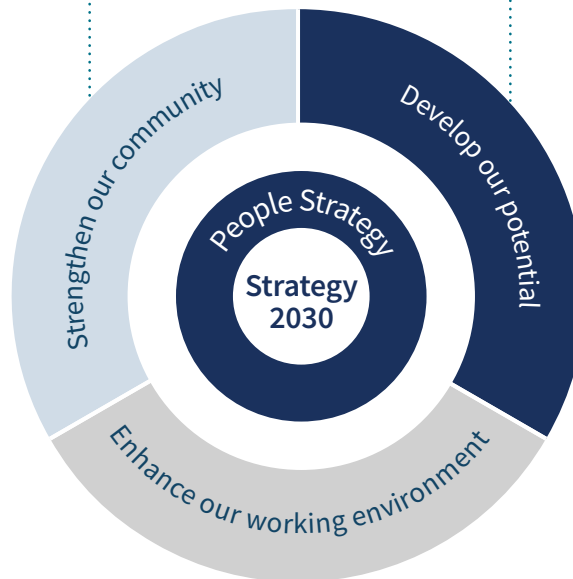 Strengthen our community
Develop our potential
People Strategy
Strategy
2030
Enhance our working environment